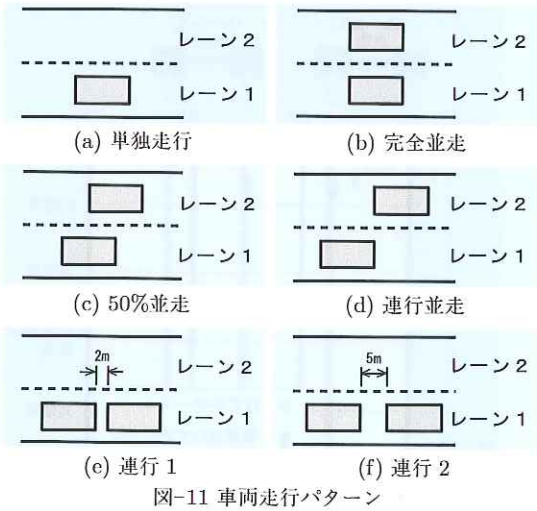 レーン 2
レーン 1
(a) 単独走行
レーン 2
レーン 1
(b) 完全並走
レーン 2
レーン 1
(c) 50%並走
レーン 2
レーン 1
(d) 連行並走
2m
レーン 2
レーン 1
(e) 連行 1
5m
レーン 2
レーン 1
(f) 連行 2
図-11 車両走行パターン